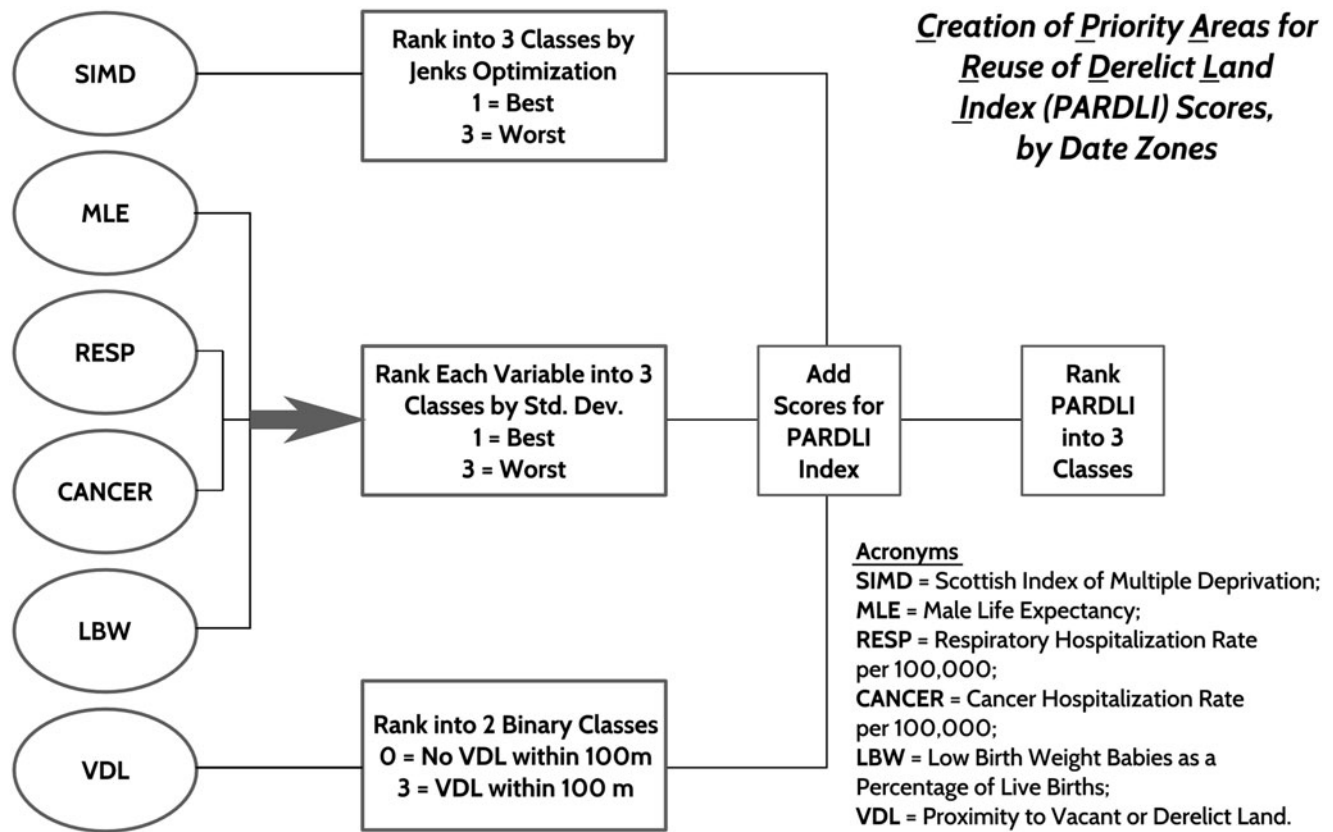 Creation of Priority Areas for
Reuse of Derelict Land
Index (PARDLI) Scores,
by Date Zones
SIMD
Rank into 3 Classes by
Jenks Optimization
1 = Best
3 = Worst
MLE
RESP
CANCER
LBW
Rank Each Variable into 3
Classes by Std. Dev.
1 = Best
3 = Worst
Add
Scores for
PARDLI
Index
Rank
PARDLI
into 3
Classes
VDL
Rank into 2 Binary Classes
0 = No VDL within 100m
3 = VDL within 100 m
Acronyms
SIMD = Scottish Index of Multiple Deprivation;
MLE = Male Life Expectancy;
RESP = Respiratory Hospitalization Rate
per 100,000;
CANCER = Cancer Hospitalization Rate
per 100,000;
LBW = Low Birth Weight Babies as a
Percentage of Live Births;
VDL = Proximity to Vacant or Derelict Land.